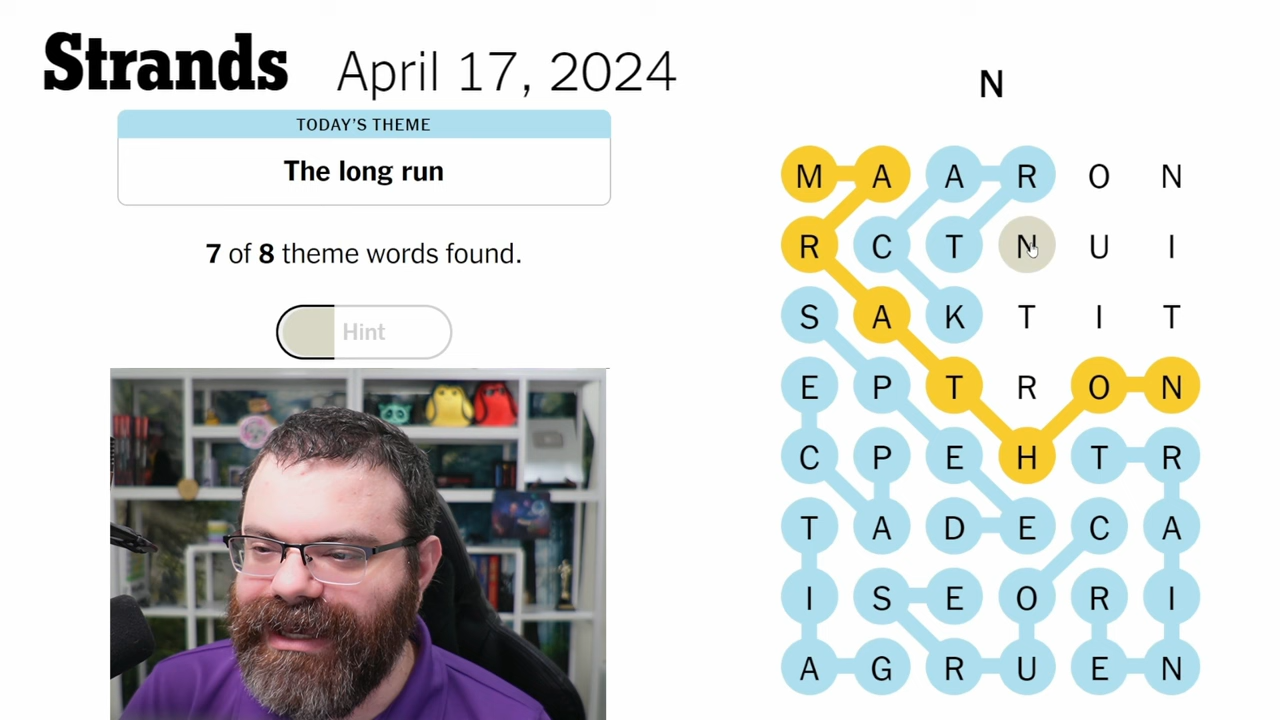 Strands April 17, 2024
TODAY'S THEME
The long run
7 of 8 theme words found.
Hint
N
M A A R O N
R C T N U I
S A K T I T
E P T R O N
C P E H T R
T A D E C A
I S E O R I
A G R U E N